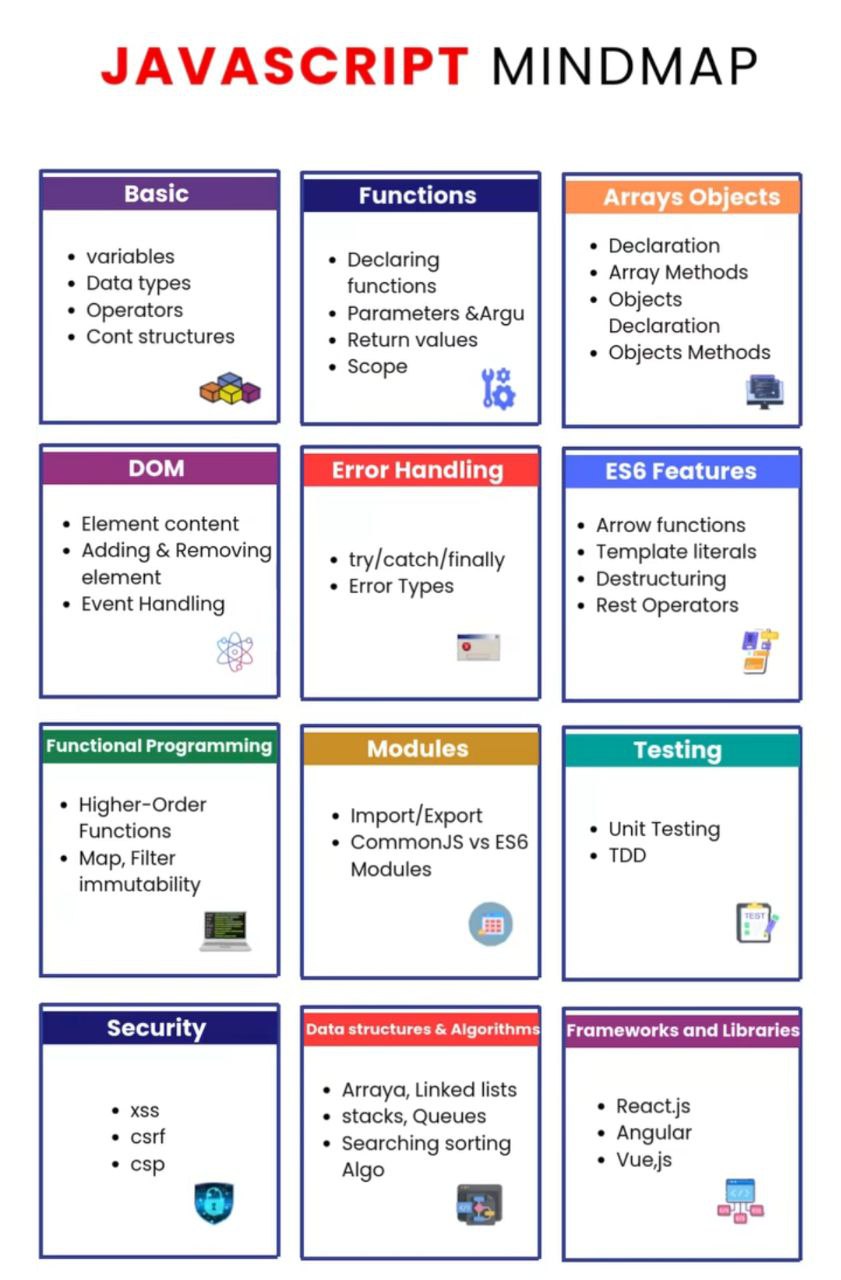 JAVASCRIPT MINDMAP
Basic
• variables
• Data types
• Operators
• Cont structures
Functions
• Declaring
functions
• Parameters &Argu
• Return values
• Scope
Arrays Objects
• Declaration
• Array Methods
• Objects
Declaration
• Objects Methods
DOM
• Element content
• Adding & Removing
element
• Event Handling
Error Handling
• try/catch/finally
• Error Types
ES6 Features
• Arrow functions
• Template literals
• Destructuring
• Rest Operators
Functional Programming
• Higher-Order
Functions
• Map, Filter
immutability
Modules
• Import/Export
• CommonJS vs ES6
Modules
Testing
• Unit Testing
• TDD
TEST
Security
• xss
• csrf
• csp
Data structures & Algorithms
• Arraya, Linked lists
• stacks, Queues
• Searching sorting
Algo
Frameworks and Libraries
• React.js
• Angular
• Vue,js